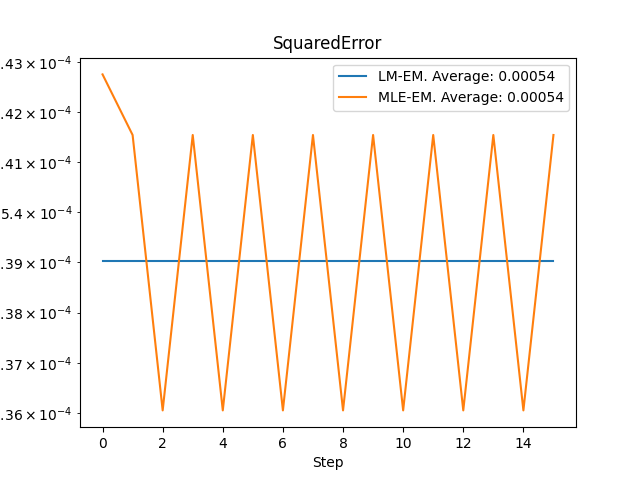 SquaredError
LM-EM. Average: 0.00054
MLE-EM. Average: 0.00054
.43 × 10⁻⁴
.42 × 10⁻⁴
.41 × 10⁻⁴
5.4 × 10⁻⁴
.39 × 10⁻⁴
.38 × 10⁻⁴
.37 × 10⁻⁴
.36 × 10⁻⁴
0 2 4 6 8 10 12 14
Step